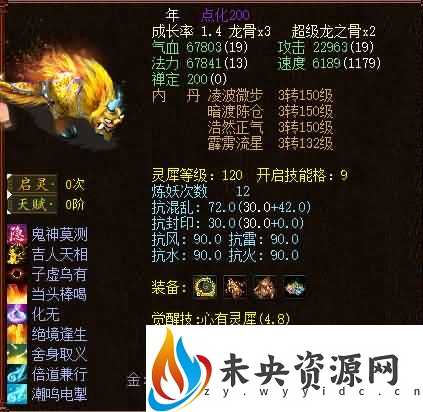 年 点化200
成长率 1.4 龙骨x3 超级龙之骨x2
气血 67803(19) 攻击 22963(19)
法力 67841(13) 速度 6189(1179)
禅定 200(0)
内 丹 凌波微步 3转150级
暗渡陈仓 3转150级
浩然正气 3转150级
霹雳流星 3转132级
灵犀等级: 120 开启技能格: 9
炼妖次数 12
抗混乱: 72.0(30.0+42.0)
抗封印: 30.0(30.0+0.0)
抗风: 90.0 抗雷: 90.0
抗水: 90.0 抗火: 90.0
装备:
觉醒技:心有灵犀(4.8)
启灵 0次
天赋 0阶
隐 鬼神莫测
吉人天相
子虚乌有
当头棒喝
化无
绝境逢生
舍身取义
倍道兼行
潮鸣电掣
金:
未央资源网
zy.wyyidc.cn